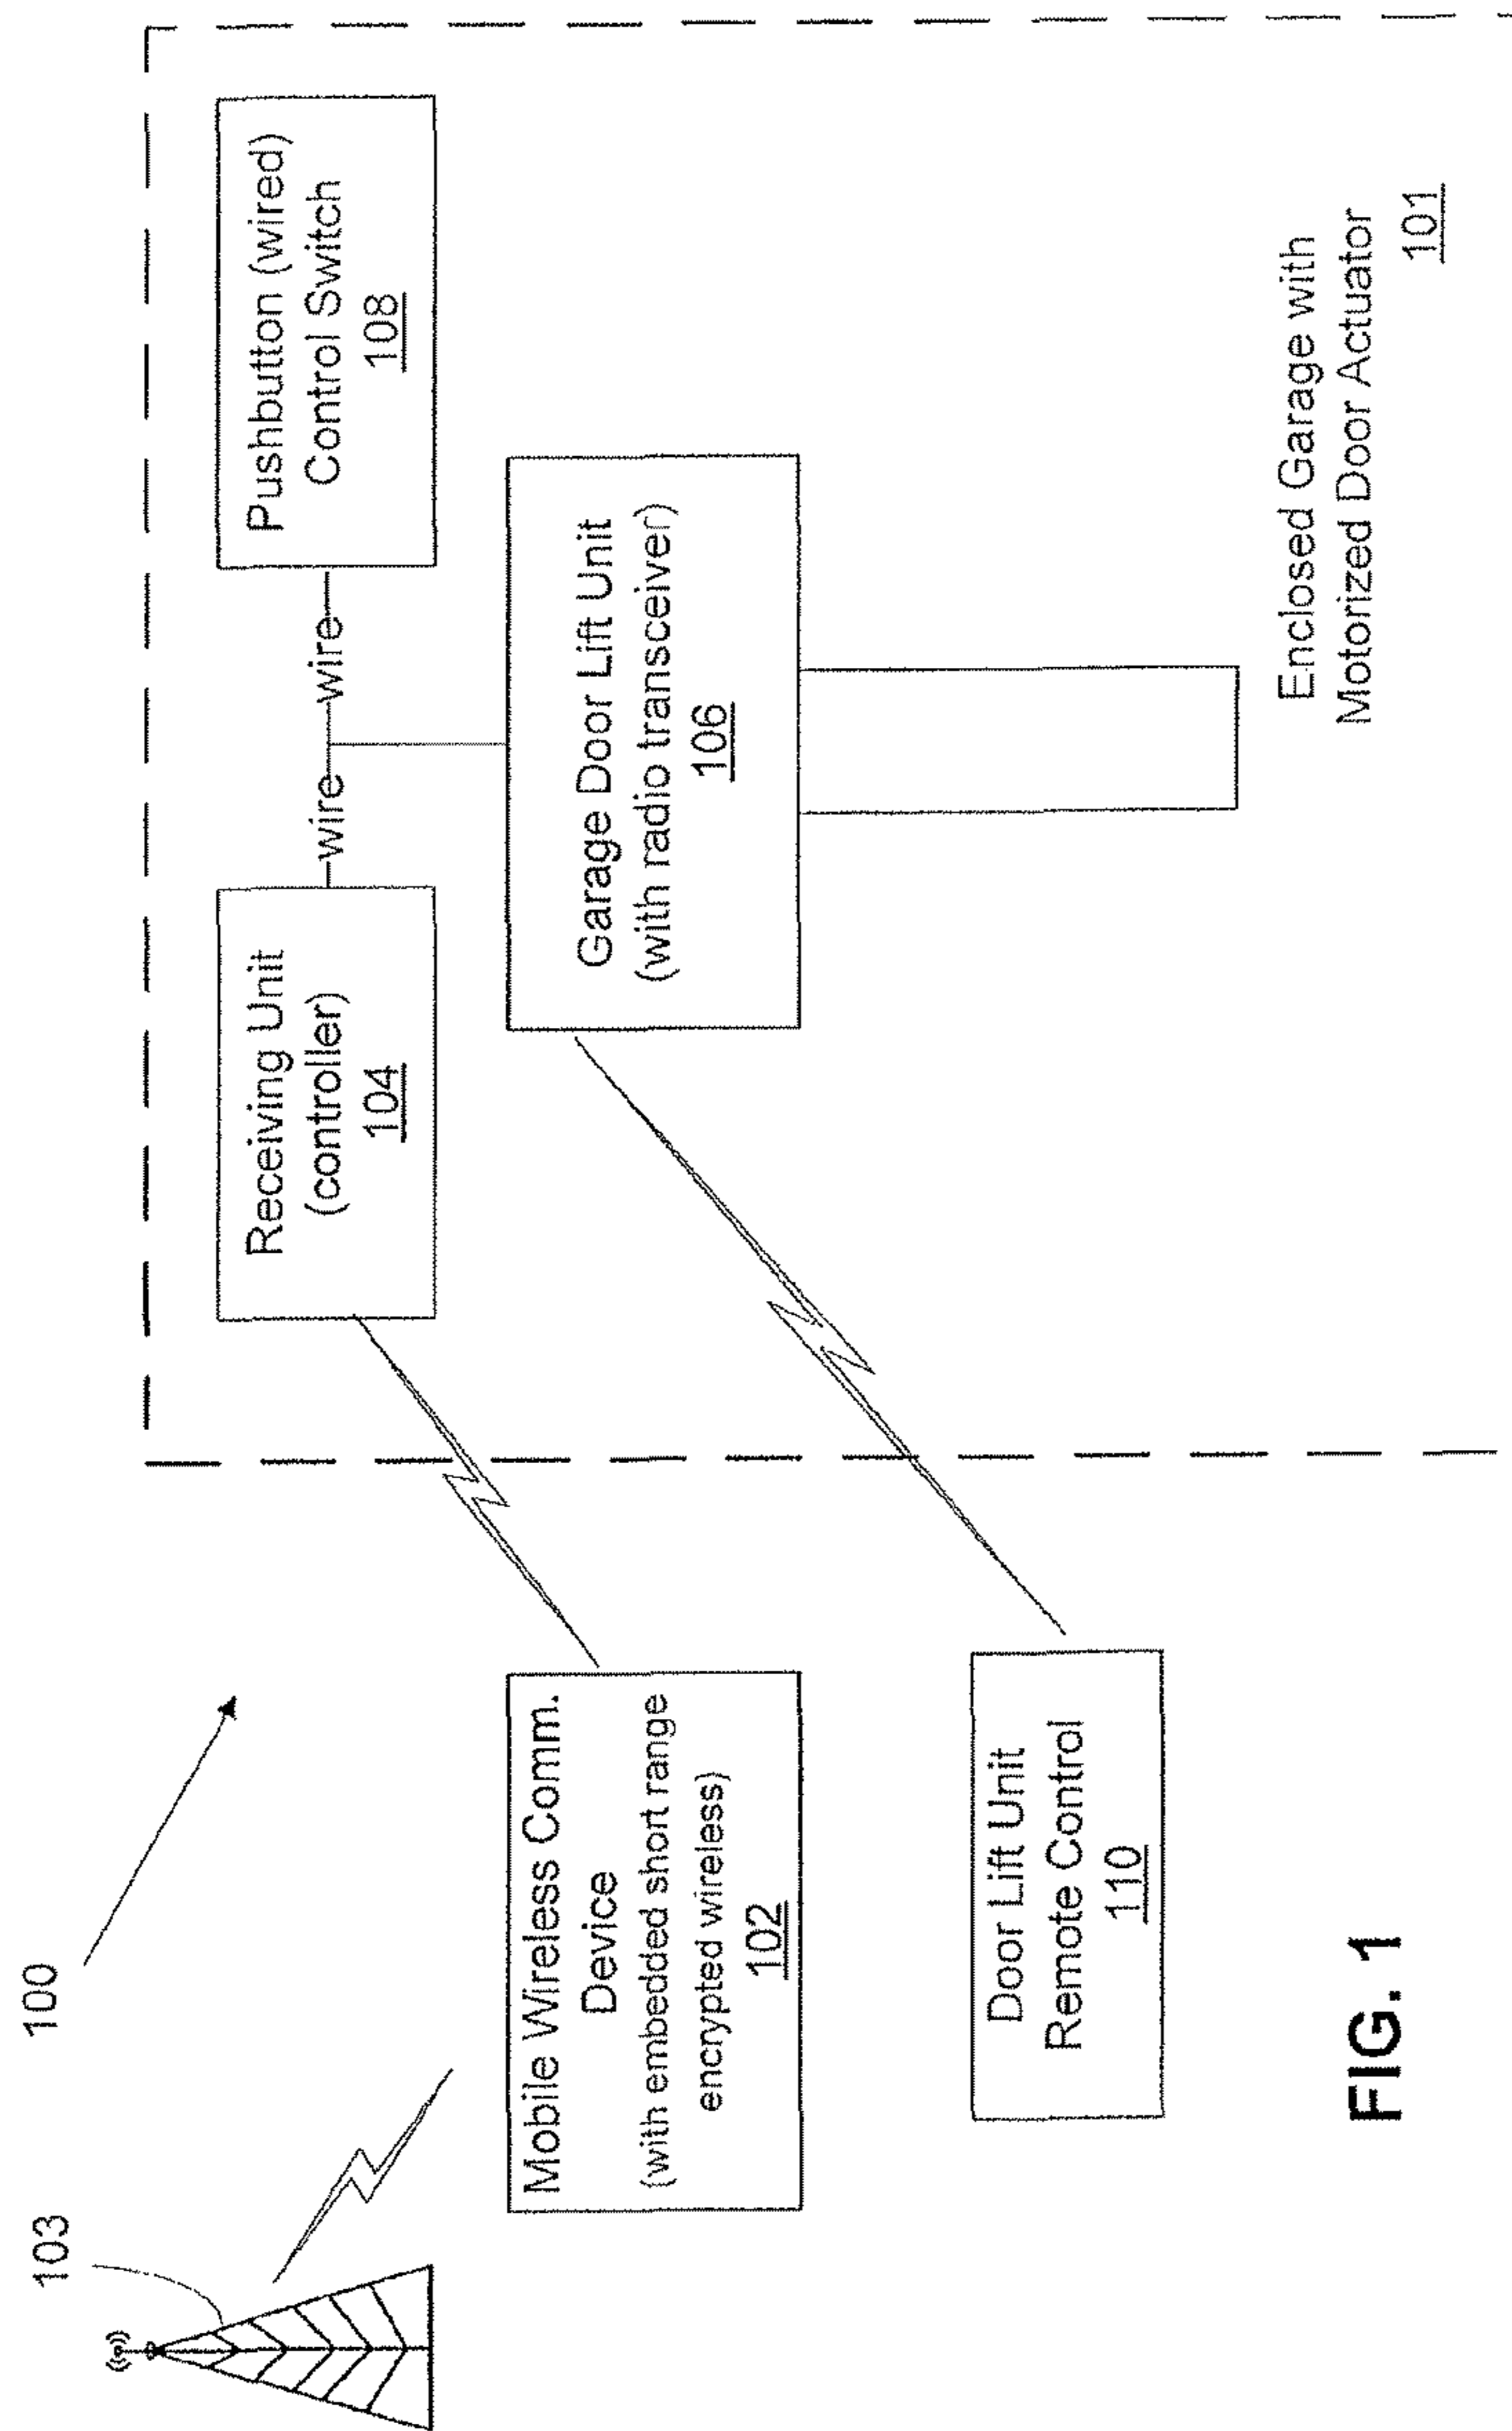 100
103
Mobile Wireless Comm.
Device
(with embedded short range
encrypted wireless)
102
Door Lift Unit
Remote Control
110
Receiving Unit
(controller)
104
wire
wire
Pushbutton (wired)
Control Switch
108
Garage Door Lift Unit
(with radio transceiver)
106
Enclosed Garage with
Motorized Door Actuator
101
FIG. 1